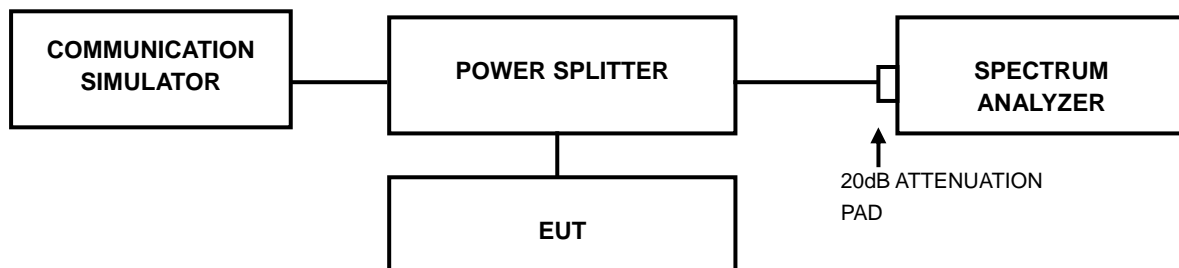 COMMUNICATION
SIMULATOR
POWER SPLITTER
SPECTRUM
ANALYZER
20dB ATTENUATION
PAD
EUT